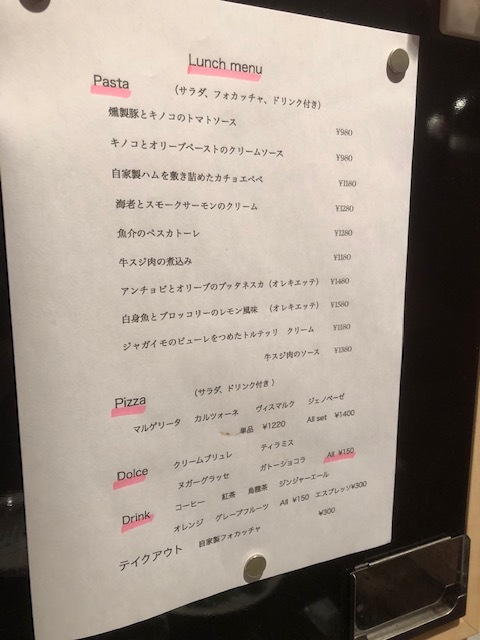 Lunch menu
Pasta (サラダ、フォカッチャ、ドリンク付き)
燻製豚とキノコのトマトソース ¥980
キノコとオリーブペーストのクリームソース ¥980
自家製ハムを敷き詰めたカチョエペペ ¥1180
海老とスモークサーモンのクリーム ¥1280
魚介のペスカトーレ ¥1280
牛スジ肉の煮込み ¥1180
アンチョビとオリーブのプッタネスカ（オレキエッテ） ¥1480
白身魚とブロッコリーのレモン風味 （オレキエッテ） ¥1580
ジャガイモのピューレをつめたトルテッリ クリーム ¥1180
牛スジ肉のソース ¥1380
Pizza （サラダ、ドリンク付き）
マルゲリータ カルツォーネ ヴィスマルク ジェノベーゼ
単品 ¥1220 All set ¥1400
Dolce クリームブリュレ ティラミス
ヌガーグラッセ ガトーショコラ All ¥150
Drink コーヒー 紅茶 烏龍茶 ジンジャーエール
オレンジ グレープフルーツ All ¥150 エスプレッソ¥300
テイクアウト 自家製フォカッチャ ¥300